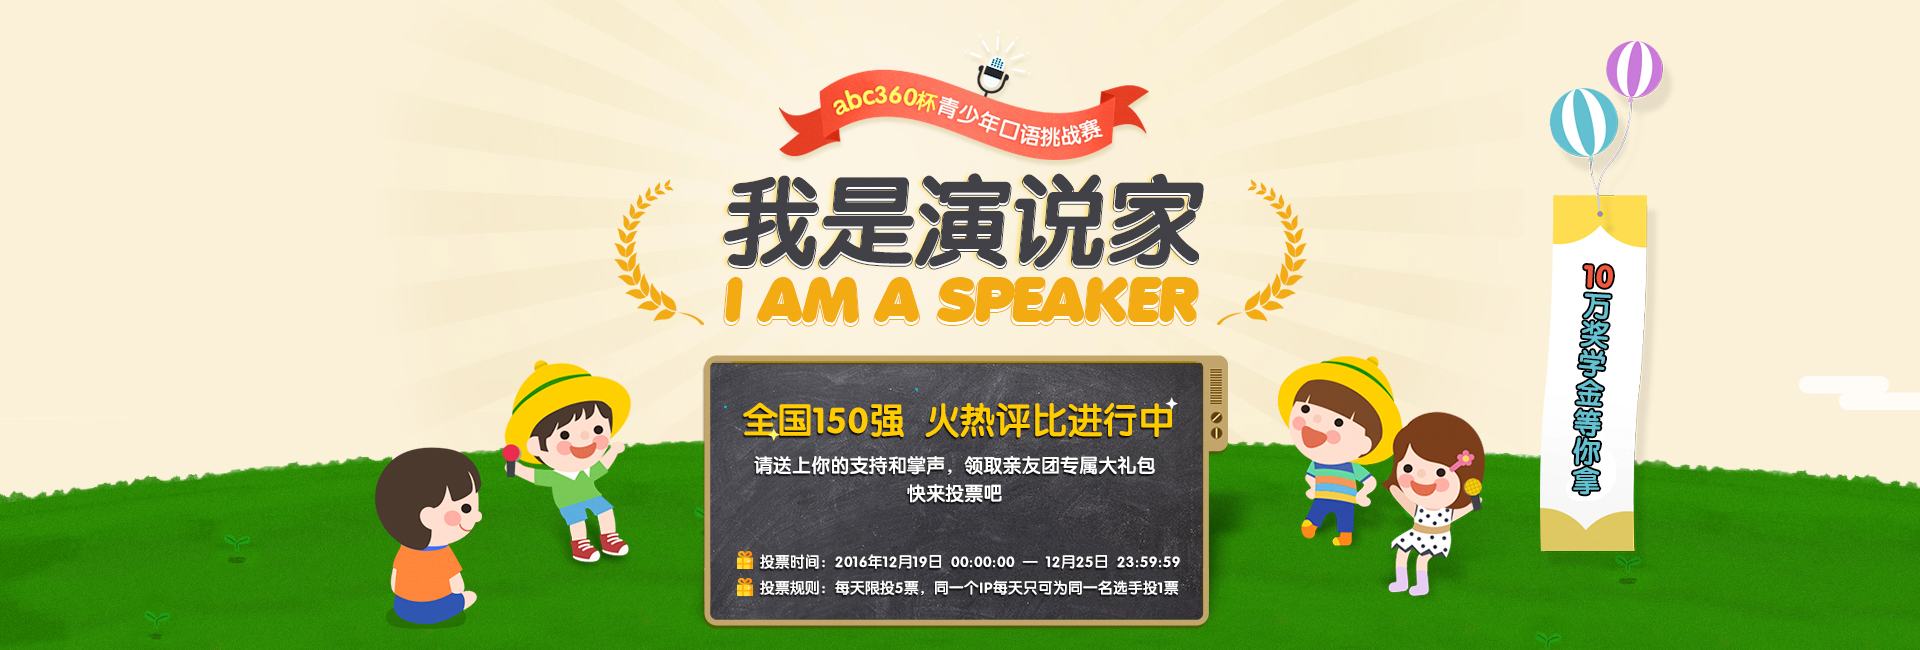 abc360杯青少年口语挑战赛
我是演说家
I AM A SPEAKER
10万奖学金等你拿
全国150强 火热评比进行中
请送上你的支持和掌声，领取亲友团专属大礼包
快来投票吧
投票时间：2016年12月19日 00:00:00 — 12月25日 23:59:59
投票规则：每天限投5票，同一个IP每天只可为同一名选手投1票